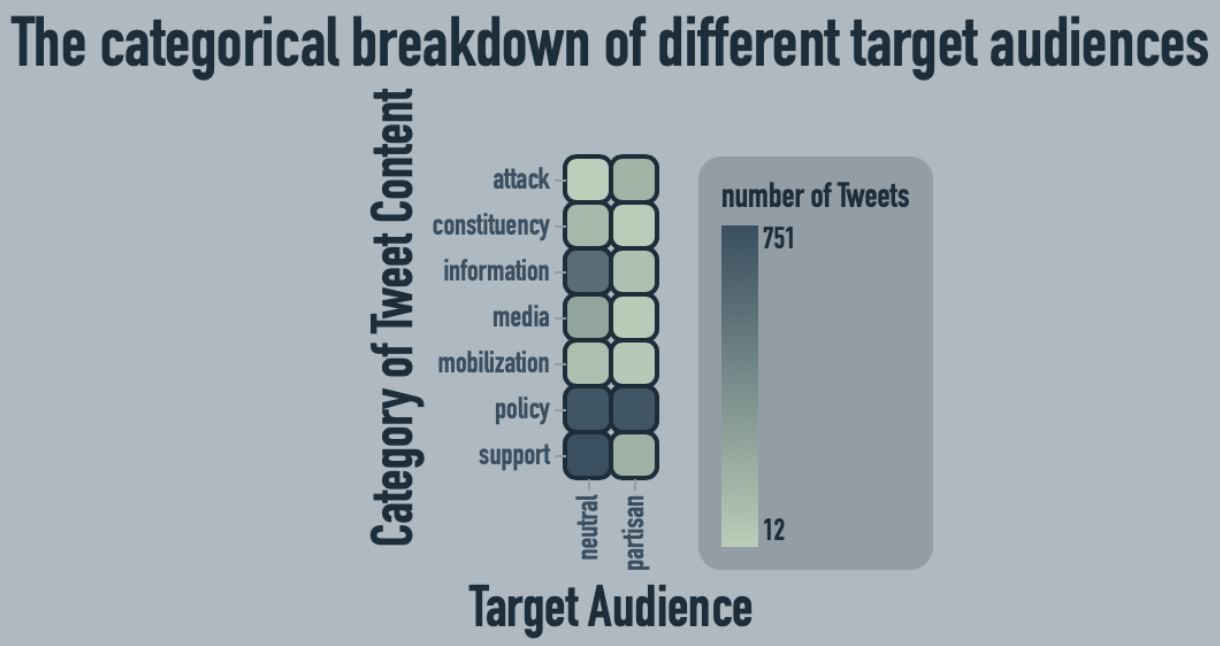 The categorical breakdown of different target audiences
Category of Tweet Content
attack
constituency
information
media
mobilization
policy
support
neutral
partisan
Target Audience
number of Tweets
751
12